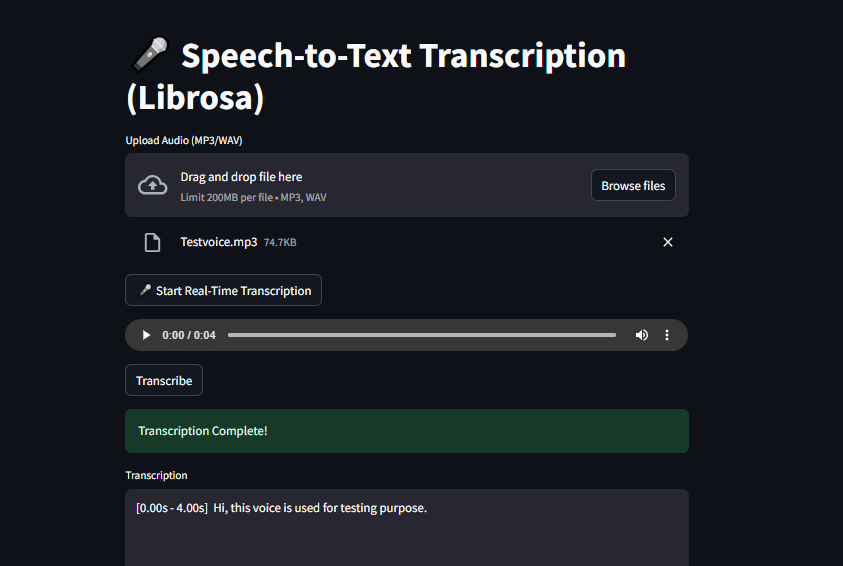 🎤 Speech-to-Text Transcription
(Librosa)
Upload Audio (MP3/WAV)
Drag and drop file here
Limit 200MB per file • MP3, WAV
Browse files
Testvoice.mp3 74.7KB
🎤 Start Real-Time Transcription
0:00 / 0:04
Transcribe
Transcription Complete!
Transcription
[0.00s - 4.00s] Hi, this voice is used for testing purpose.